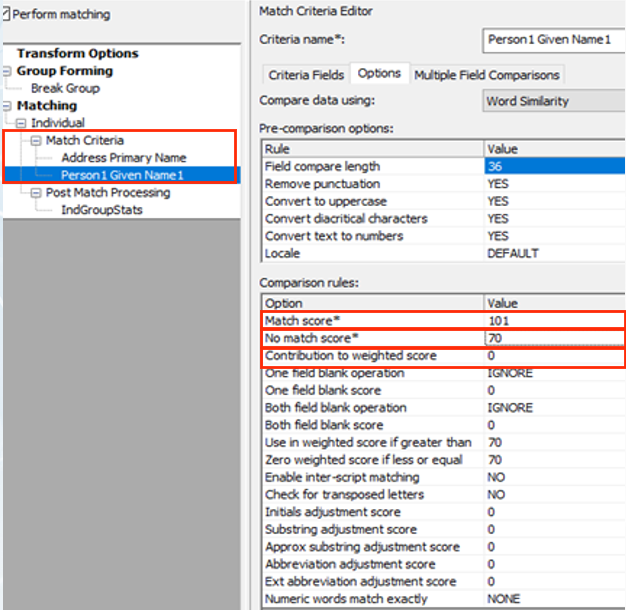 Perform matching
Transform Options
Group Forming
Break Group
Matching
Individual
Match Criteria
Address Primary Name
Person1 Given Name1
Post Match Processing
IndGroupStats
Match Criteria Editor
Criteria name*: Person1 Given Name1
Criteria Fields Options Multiple Field Comparisons
Compare data using: Word Similarity
Pre-comparison options:
Rule Value
Field compare length 36
Remove punctuation YES
Convert to uppercase YES
Convert diacritical characters YES
Convert text to numbers YES
Locale DEFAULT
Comparison rules:
Option Value
Match score* 101
No match score* 70
Contribution to weighted score 0
One field blank operation IGNORE
One field blank score 0
Both field blank operation IGNORE
Both field blank score 0
Use in weighted score if greater than 70
Zero weighted score if less or equal 70
Enable inter-script matching NO
Check for transposed letters NO
Initials adjustment score 0
Substring adjustment score 0
Approx substring adjustment score 0
Abbreviation adjustment score 0
Ext abbreviation adjustment score 0
Numeric words match exactly NONE